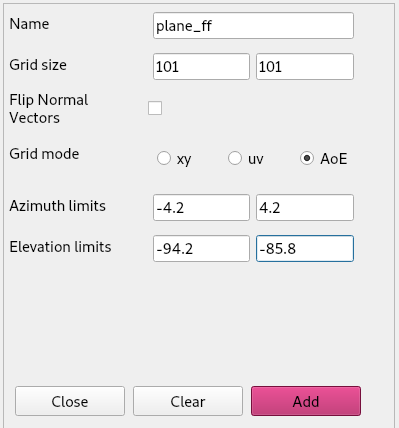 Name plane_ff
Grid size 101 101
Flip Normal
Vectors
Grid mode xy uv AoE
Azimuth limits -4.2 4.2
Elevation limits -94.2 -85.8
Close Clear Add